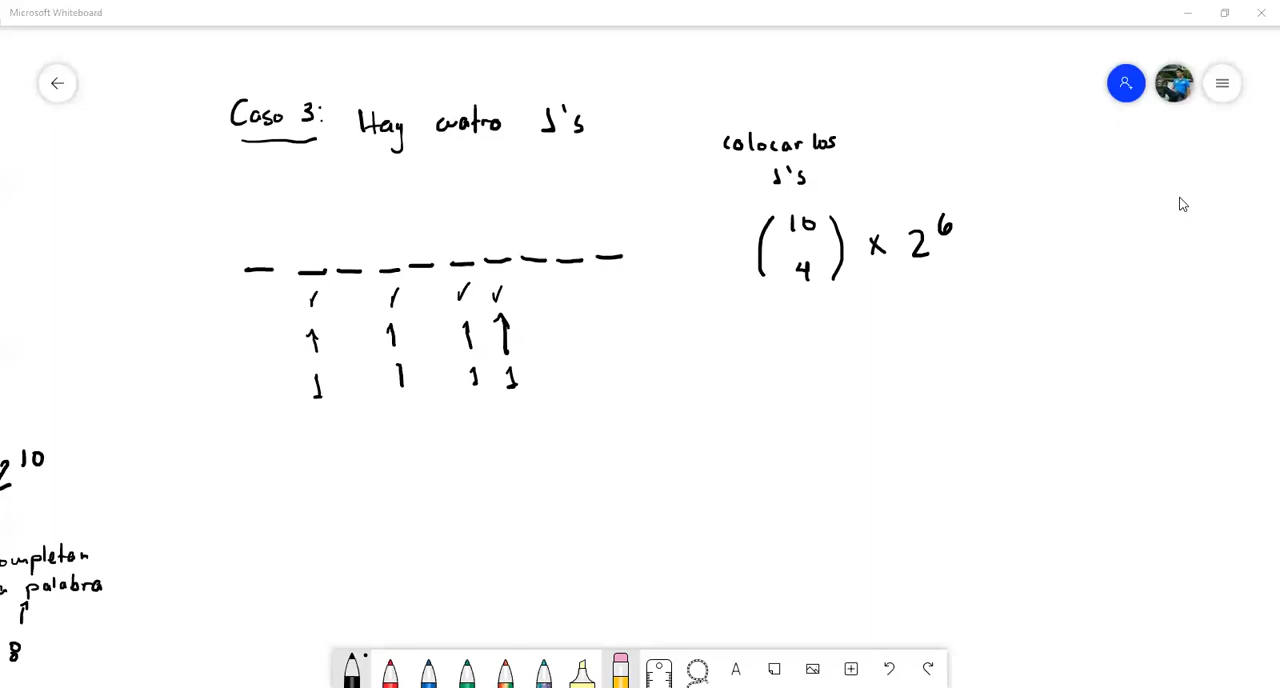 Microsoft Whiteboard
Caso 3: Hay cuatro 1's
colocar los
1's
(10
4) x 2^6
1 1 1 1
2^10
ompletan
a palabra
8
A